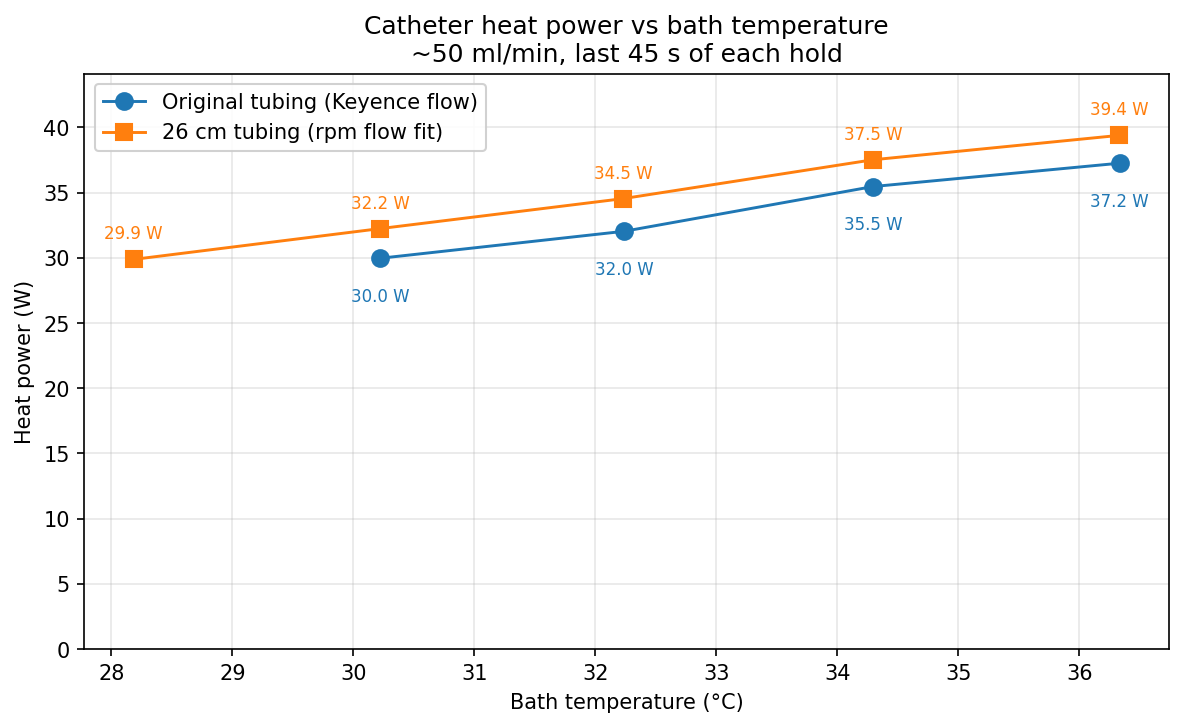 Catheter heat power vs bath temperature
~50 ml/min, last 45 s of each hold
Original tubing (Keyence flow)
26 cm tubing (rpm flow fit)
39.4 W
37.5 W
34.5 W
32.2 W
29.9 W
37.2 W
35.5 W
32.0 W
30.0 W
Heat power (W)
40
35
30
25
20
15
10
5
0
28 29 30 31 32 33 34 35 36
Bath temperature (°C)